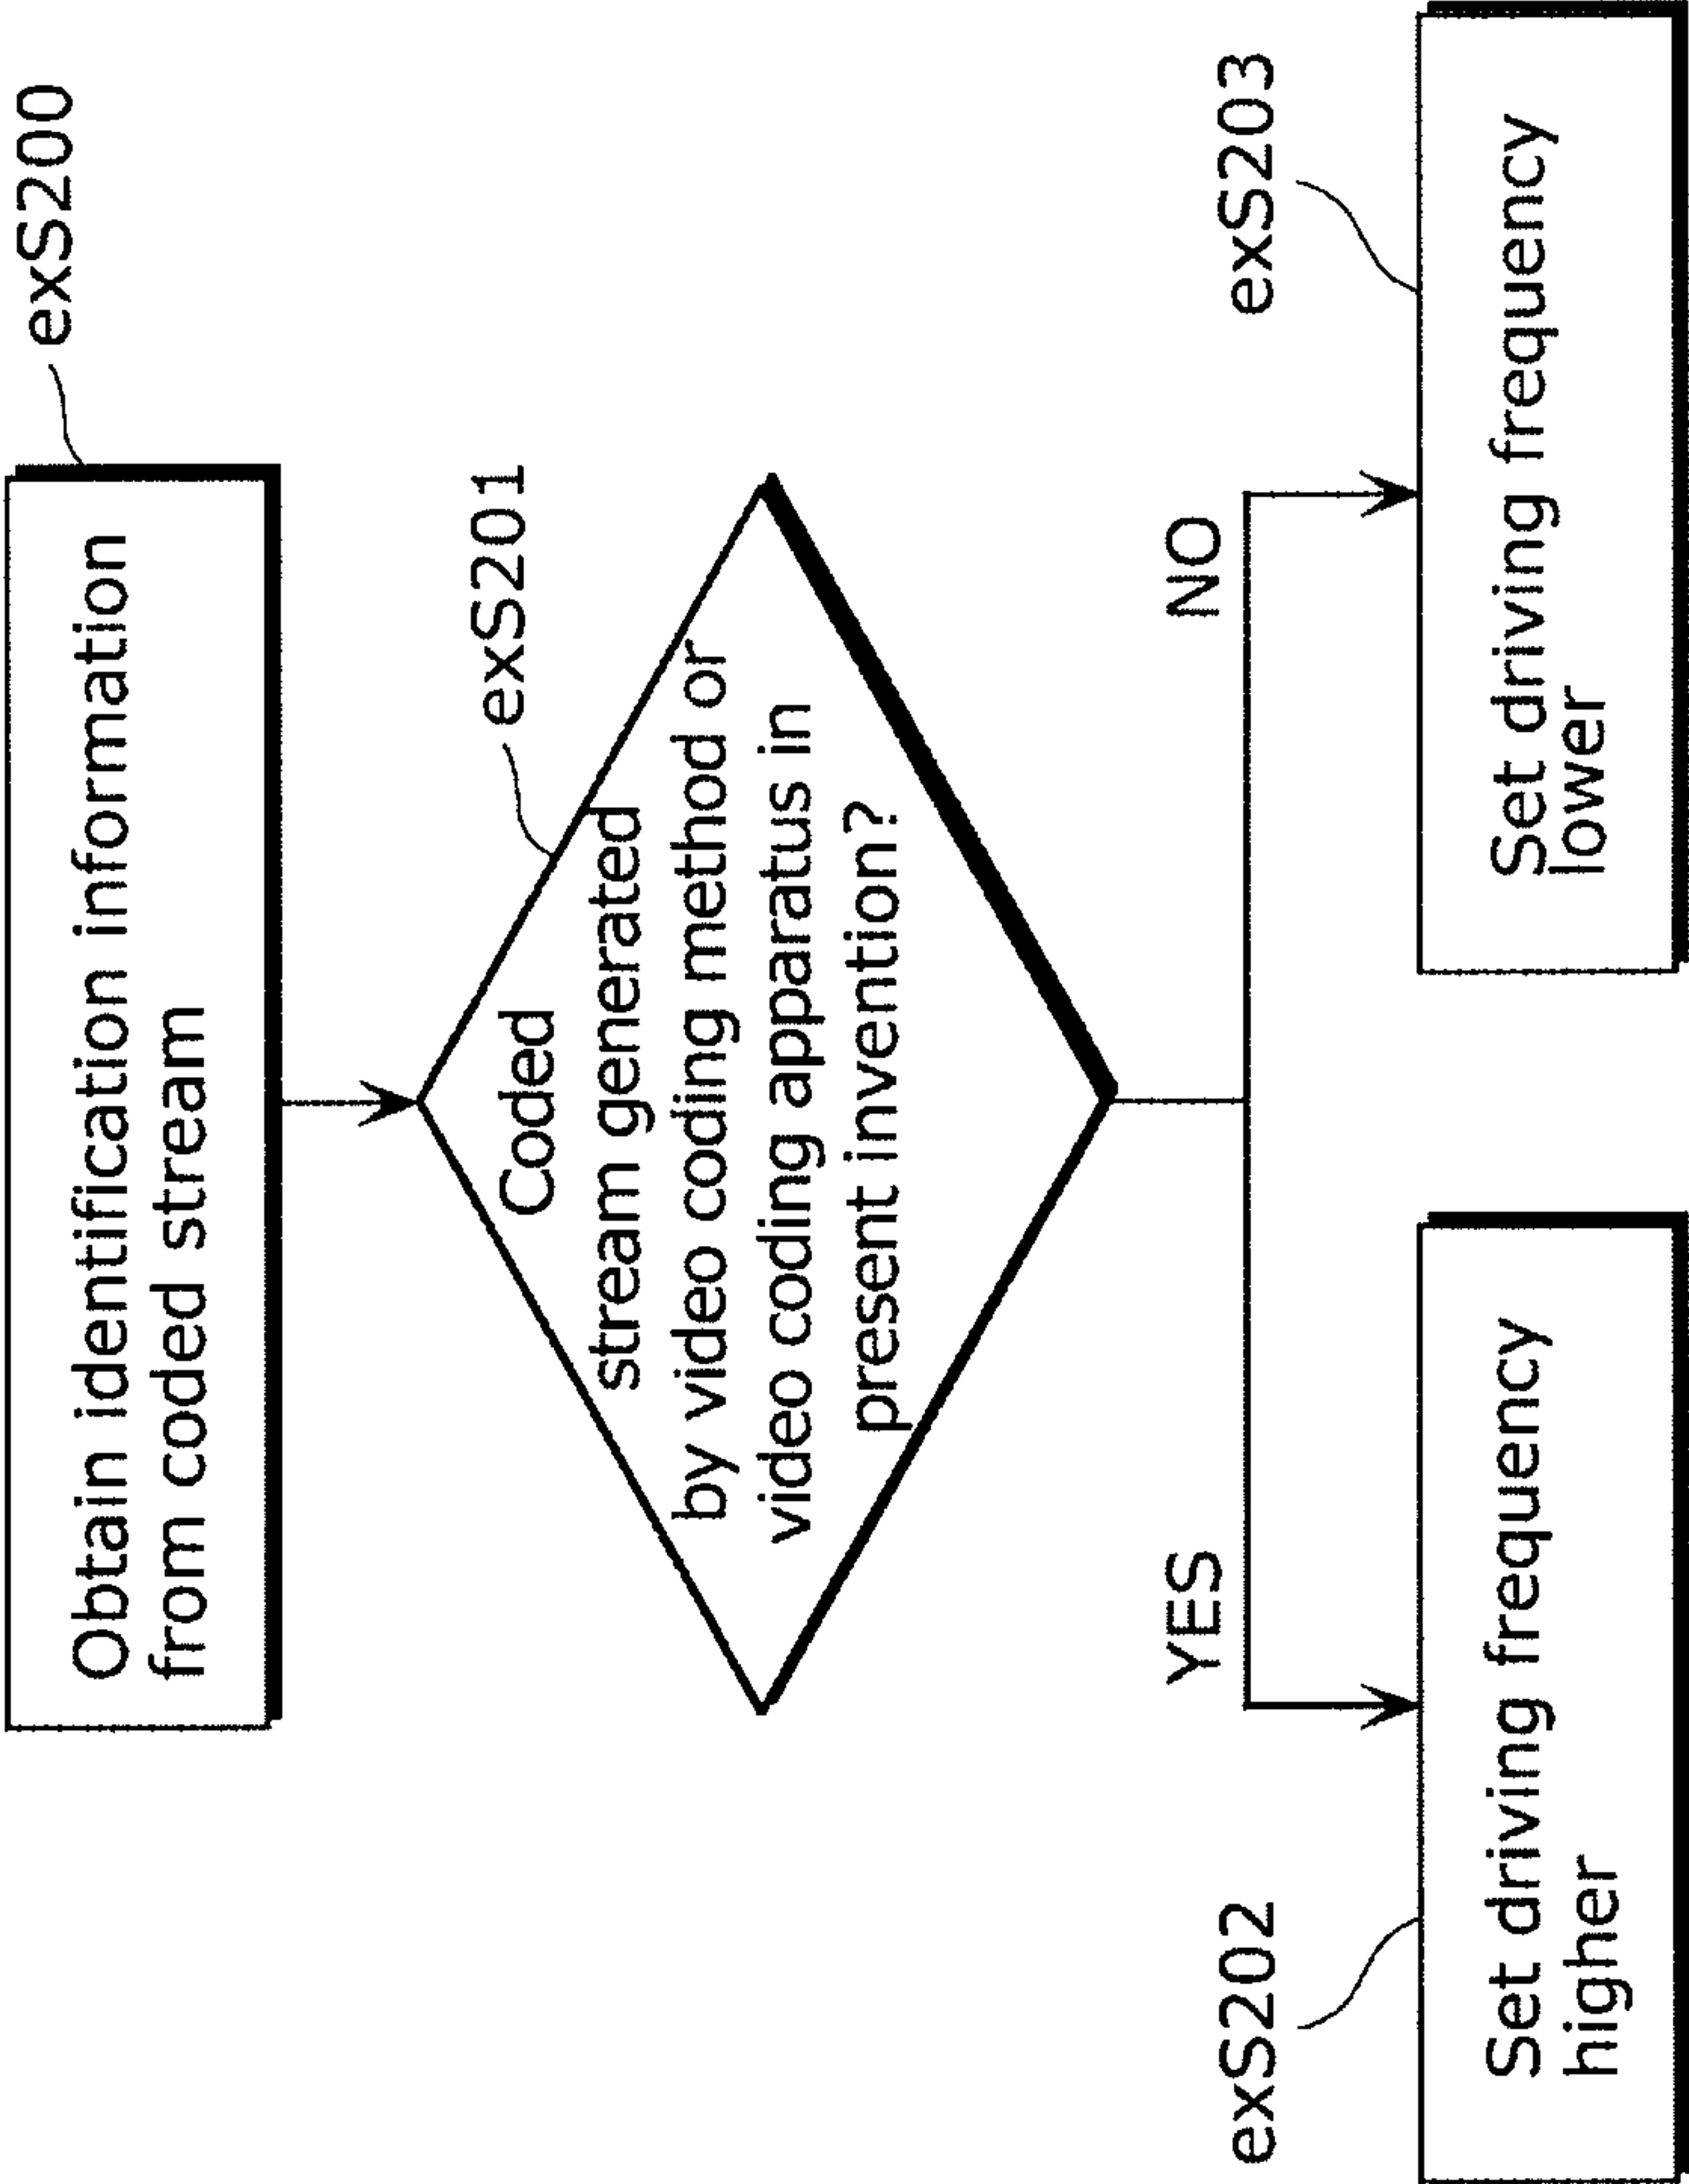 exS200
Obtain identification information
from coded stream
exS201
Coded
stream generated
by video coding method or
video coding apparatus in
present invention?
YES
NO
exS202
exS203
Set driving frequency
higher
Set driving frequency
lower